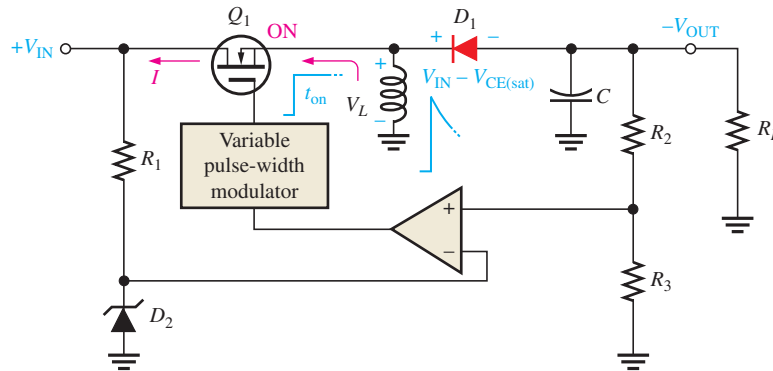 Q1
D1
−VOUT
+VIN
ON
+
−
I
ton
+
VL
−
VIN − VCE(sat)
C
R2
Variable
pulse-width
modulator
R1
+
−
R3
D2